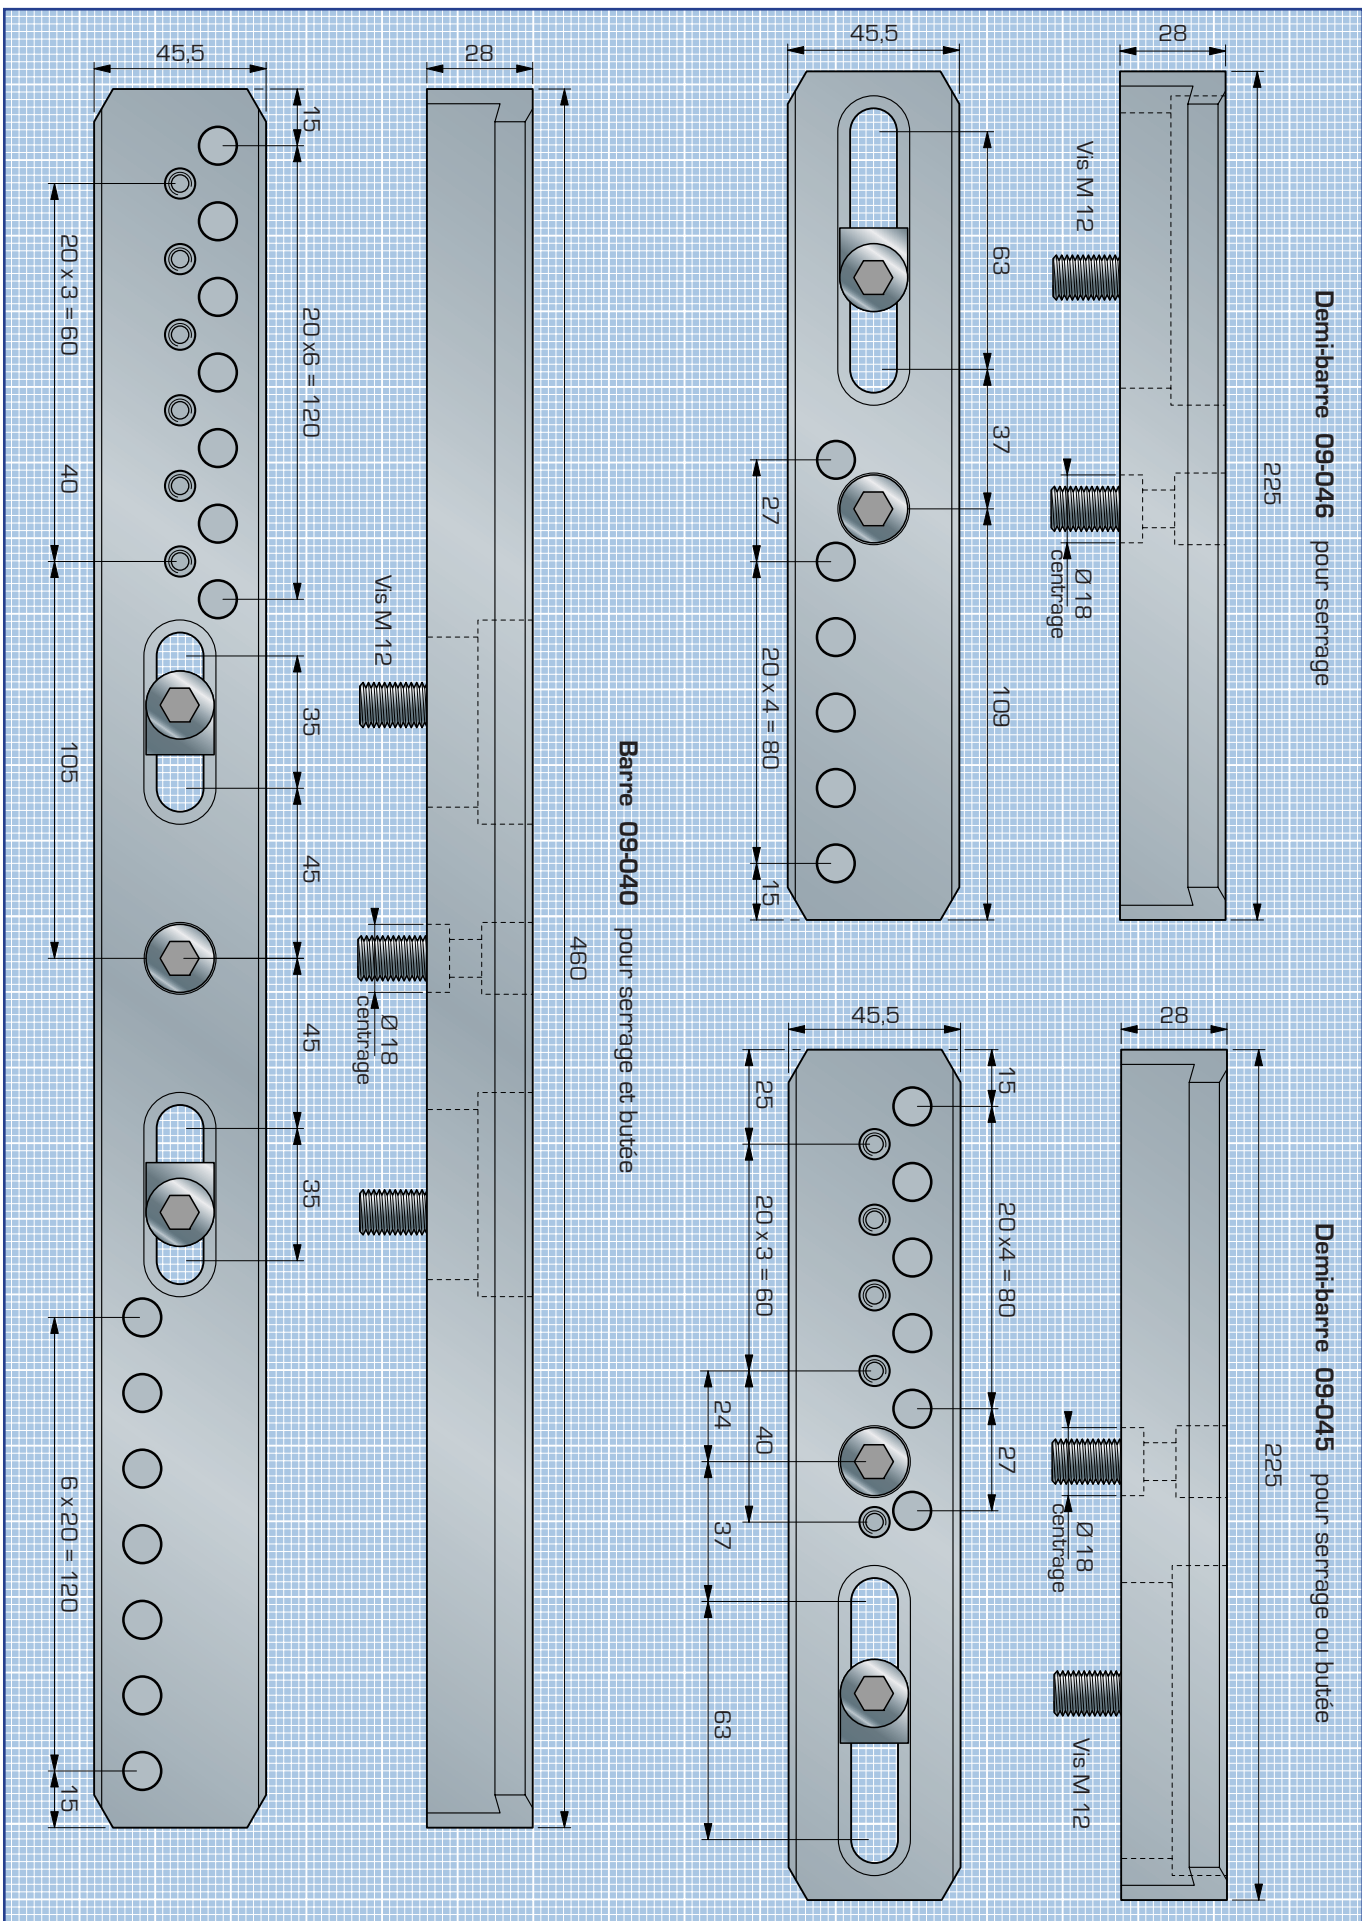 Demi-barre 09-046 pour serrage
225
28
Vis M 12
Ø 18
centrage
45,5
63
37
109
27
20 x 4 = 80
15
Demi-barre 09-045 pour serrage ou butée
225
28
Ø 18
centrage
Vis M 12
45,5
15
20 x4 = 80
27
25
20 x 3 = 60
40
24
37
63
Barre 09-040 pour serrage et butée
460
28
Vis M 12
Ø 18
centrage
45,5
15
20 x6 = 120
35
45
45
35
20 x 3 = 60
40
105
6 x 20 = 120
15